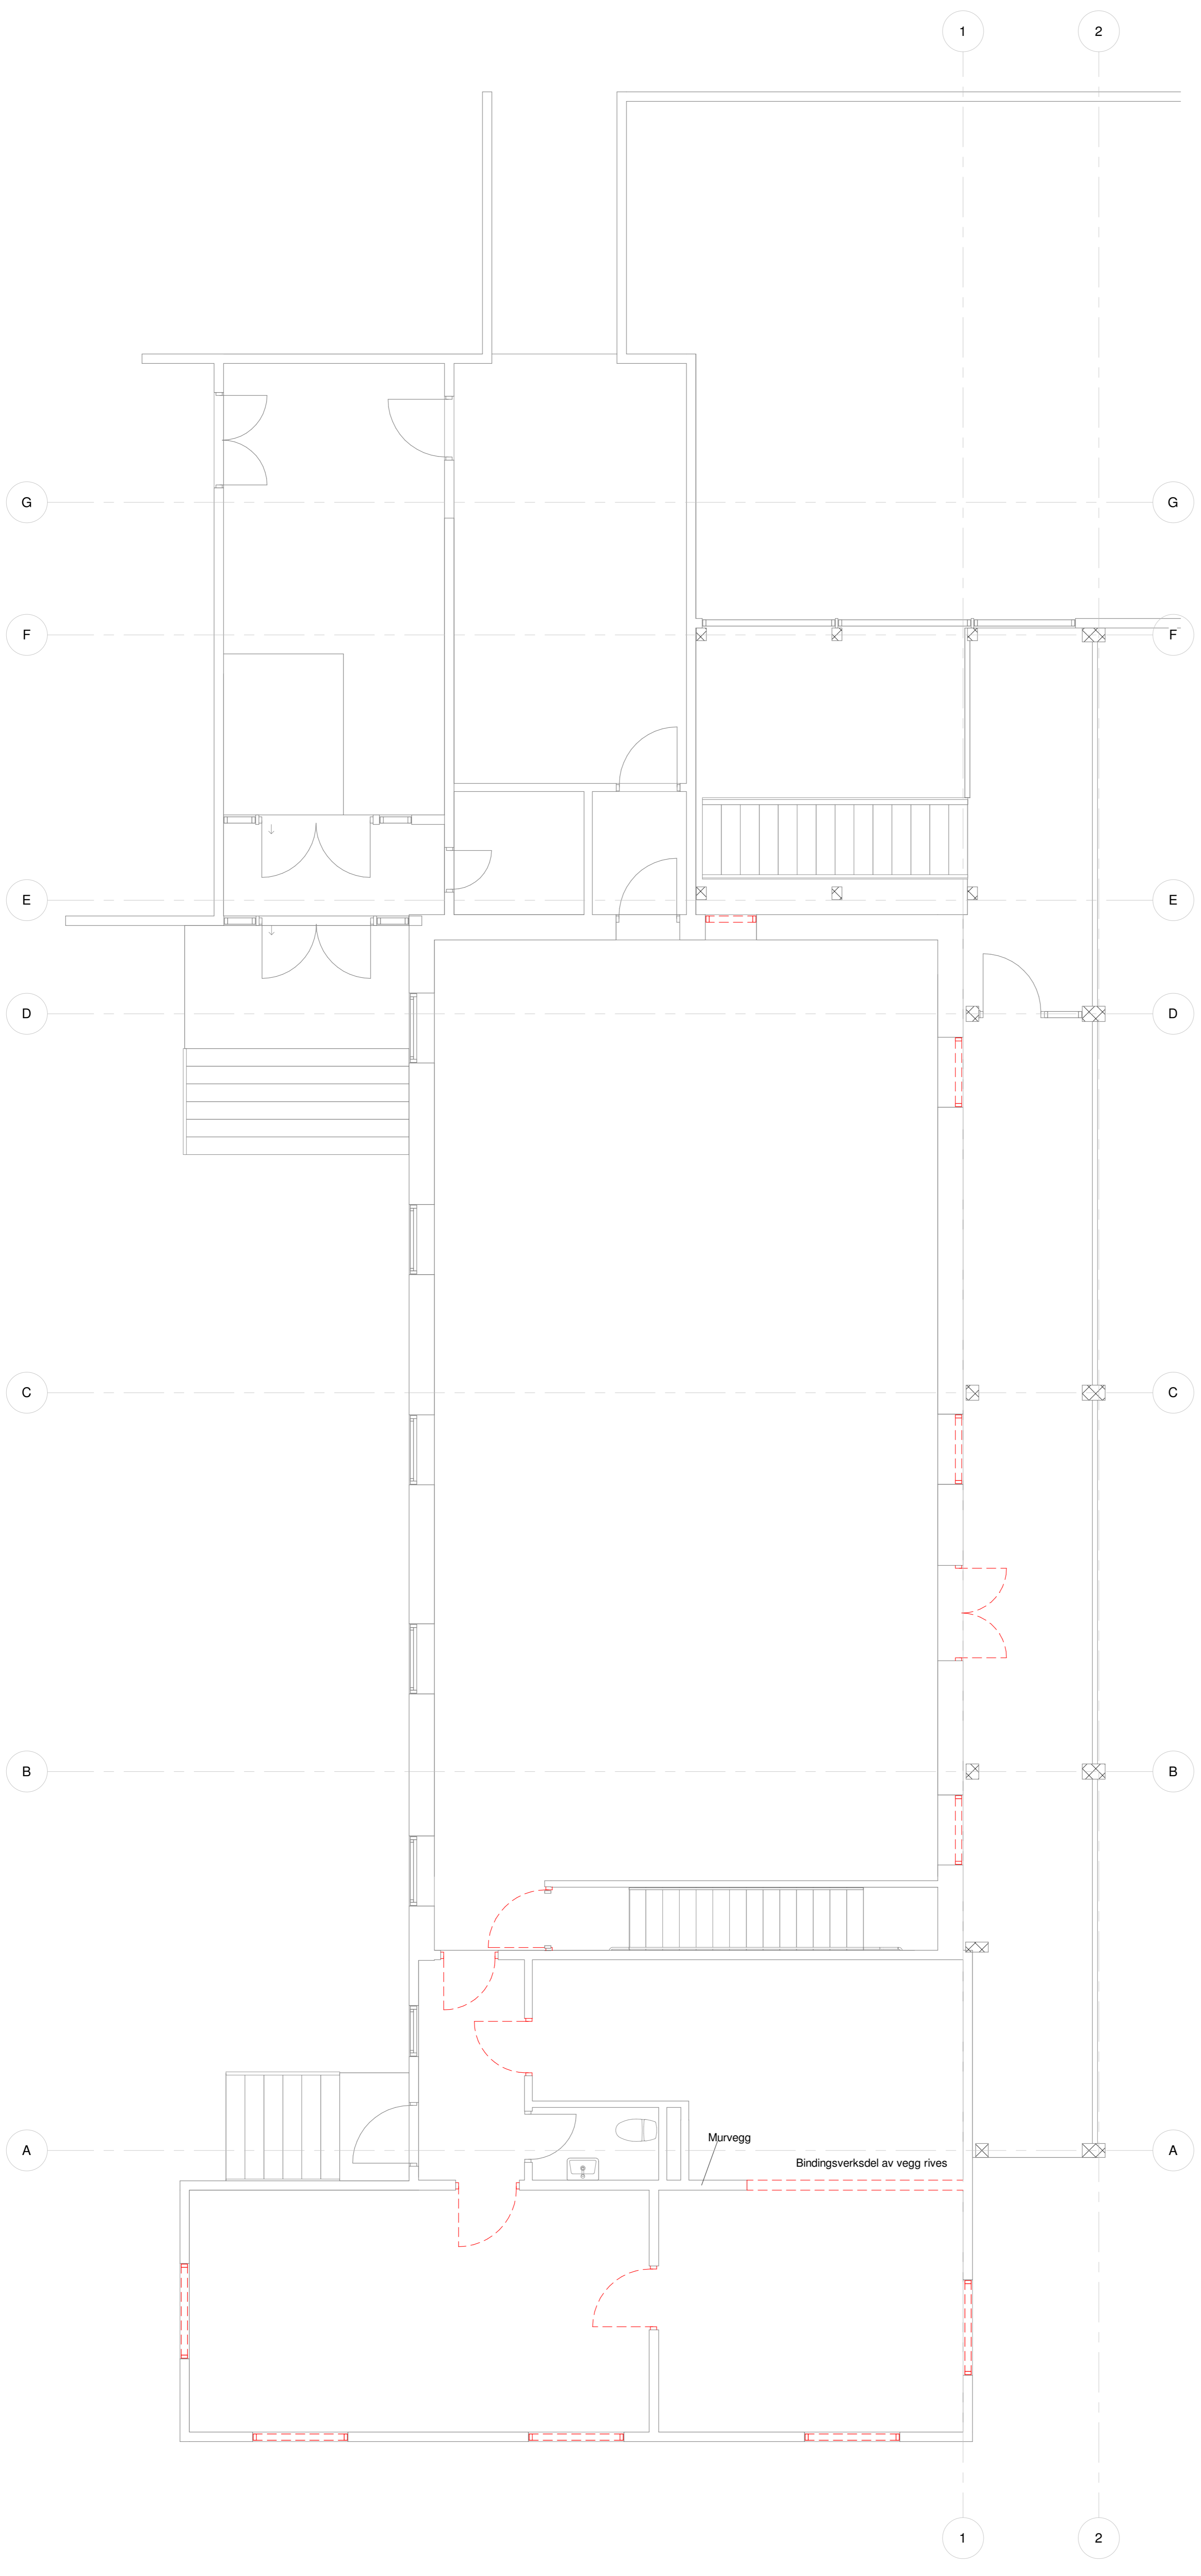 1 2
G G
F F
E E
D D
C C
B B
A A
Murvegg
Bindingsverksdel av vegg rives
1 2